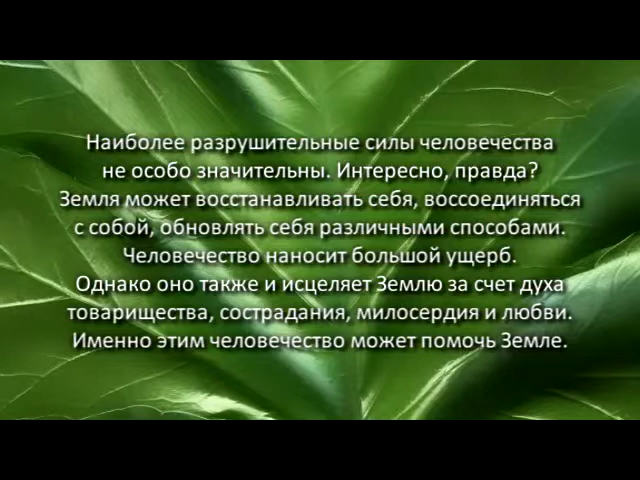 Наиболее разрушительные силы человечества
не особо значительны. Интересно, правда?
Земля может восстанавливать себя, воссоединяться
с собой, обновлять себя различными способами.
Человечество наносит большой ущерб.
Однако оно также и исцеляет Землю за счет духа
товарищества, сострадания, милосердия и любви.
Именно этим человечество может помочь Земле.